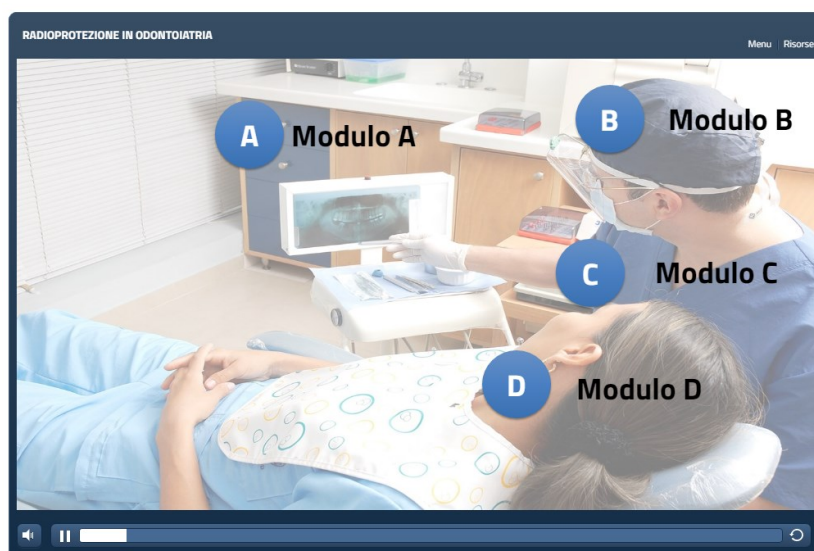 RADIOPROTEZIONE IN ODONTOIATRIA
Menu Risorse
A Modulo A
B Modulo B
C Modulo C
D Modulo D